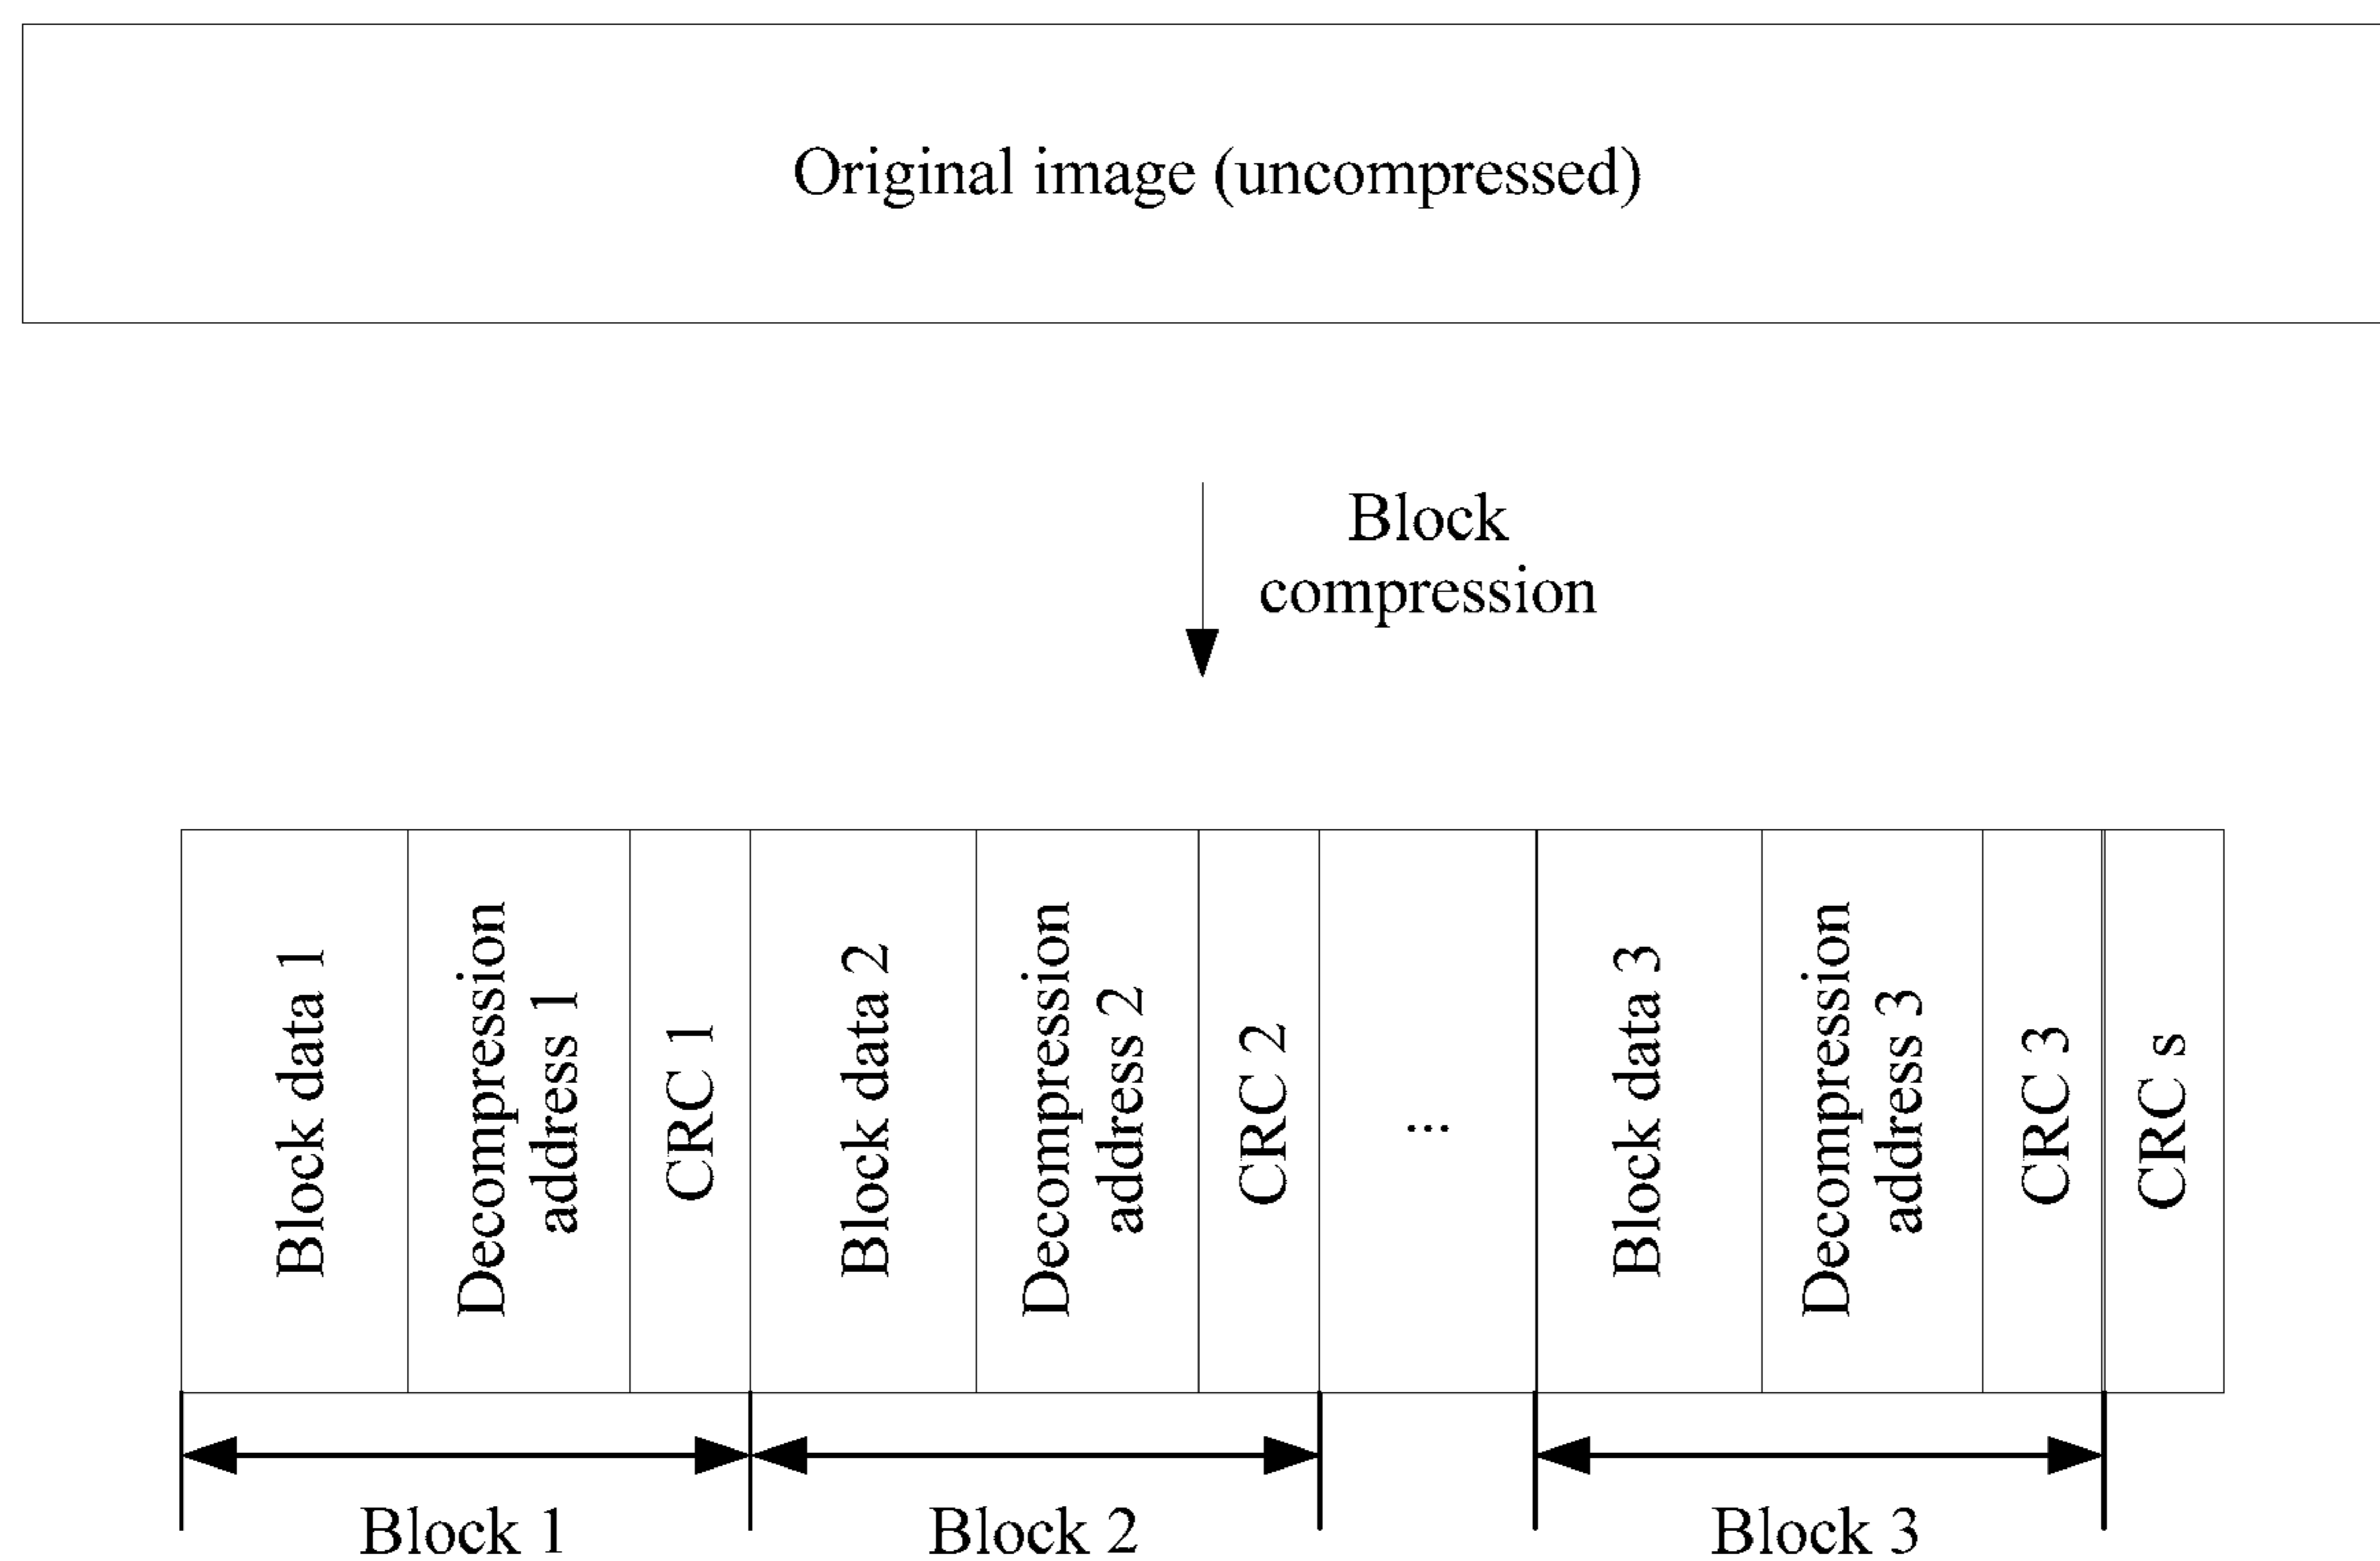 Original image (uncompressed)
Block
compression
Block data 1
Decompression
address 1
CRC 1
Block data 2
Decompression
address 2
CRC 2
...
Block data 3
Decompression
address 3
CRC 3
CRC s
Block 1
Block 2
Block 3